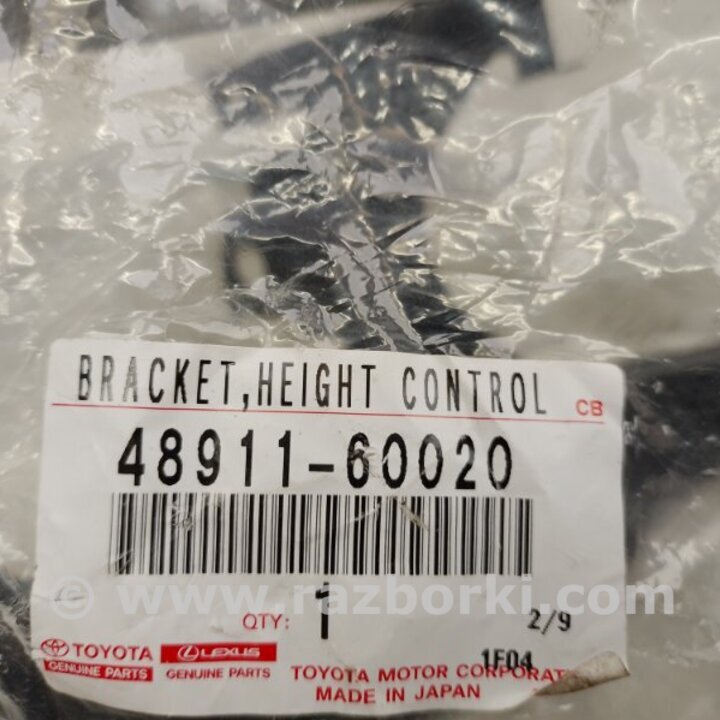 BRACKET,HEIGHT CONTROL CB
48911-60020
© www.razborki.com
QTY: 1 2/9
TOYOTA LEXUS 1F04
GENUINE PARTS GENUINE PARTS TOYOTA MOTOR CORPORAT
MADE IN JAPAN